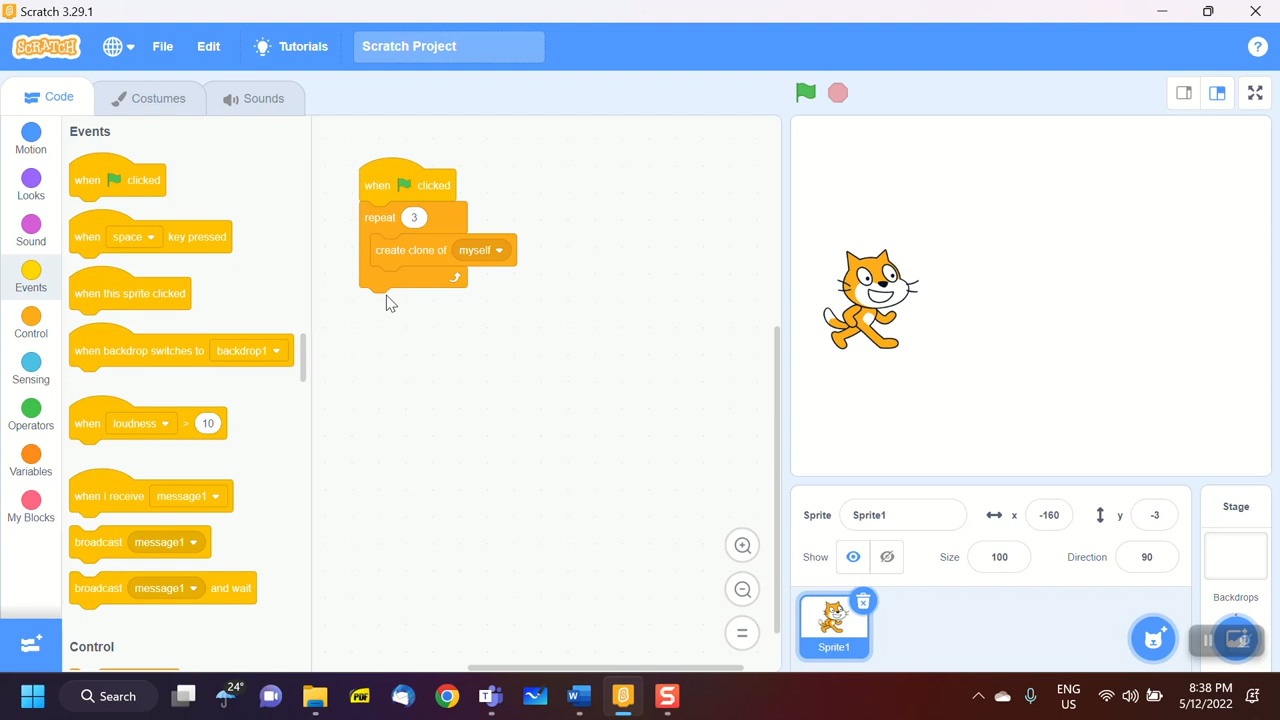 Scratch 3.29.1
SCRATCH
File
Edit
Tutorials
Scratch Project
?
Code
Costumes
Sounds
Motion
Looks
Sound
Events
Control
Sensing
Operators
Variables
My Blocks
Events
when clicked
when space key pressed
when this sprite clicked
when backdrop switches to backdrop1
when loudness > 10
when I receive message1
broadcast message1
broadcast message1 and wait
Control
when clicked
repeat 3
create clone of myself
Sprite Sprite1 x -160 y -3
Show Size 100 Direction 90
Sprite1
Stage
Backdrops
Search
24°
PDF
ENG
US
8:38 PM
5/12/2022